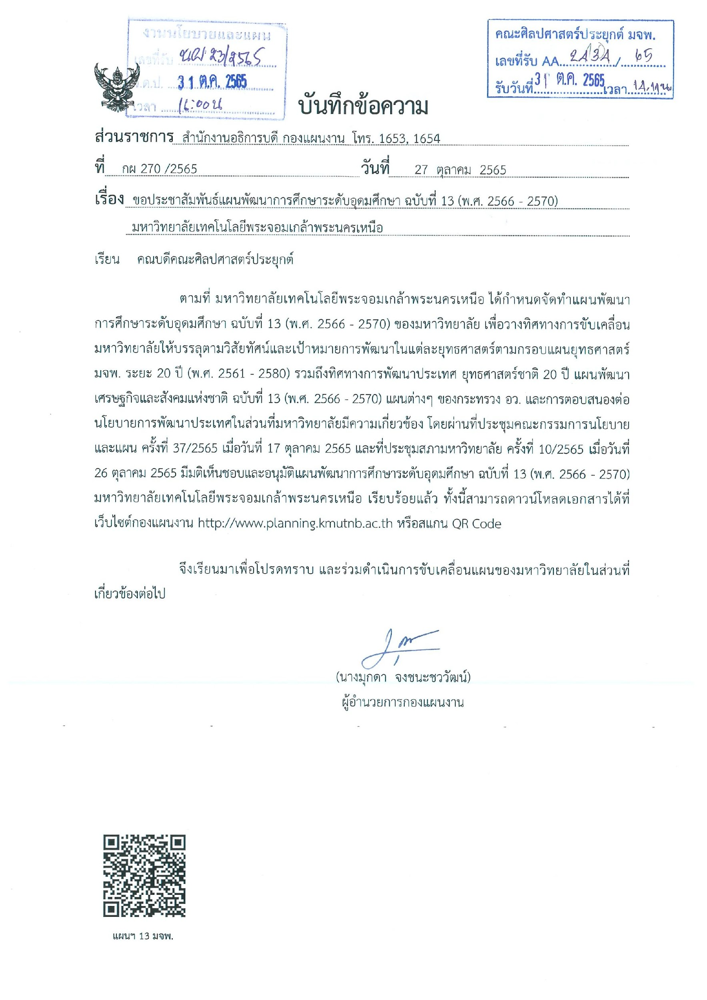 งานนโยบายและแผน
เลขที่รับ นผ 23/2565
ว.ด.ป. 31 ต.ค. 2565
เวลา
คณะศิลปศาสตร์ประยุกต์ มจพ.
เลขที่รับ AA / 65
รับวันที่ 31 ต.ค. 2565 เวลา
บันทึกข้อความ
ส่วนราชการ สำนักงานอธิการบดี กองแผนงาน โทร. 1653, 1654
ที่ กผ 270 /2565 วันที่ 27 ตุลาคม 2565
เรื่อง ขอประชาสัมพันธ์แผนพัฒนาการศึกษาระดับอุดมศึกษา ฉบับที่ 13 (พ.ศ. 2566 - 2570)
มหาวิทยาลัยเทคโนโลยีพระจอมเกล้าพระนครเหนือ
เรียน คณบดีคณะศิลปศาสตร์ประยุกต์
ตามที่ มหาวิทยาลัยเทคโนโลยีพระจอมเกล้าพระนครเหนือ ได้กำหนดจัดทำแผนพัฒนา
การศึกษาระดับอุดมศึกษา ฉบับที่ 13 (พ.ศ. 2566 - 2570) ของมหาวิทยาลัย เพื่อวางทิศทางการขับเคลื่อน
มหาวิทยาลัยให้บรรลุตามวิสัยทัศน์และเป้าหมายการพัฒนาในแต่ละยุทธศาสตร์ตามกรอบแผนยุทธศาสตร์
มจพ. ระยะ 20 ปี (พ.ศ. 2561 - 2580) รวมถึงทิศทางการพัฒนาประเทศ ยุทธศาสตร์ชาติ 20 ปี แผนพัฒนา
เศรษฐกิจและสังคมแห่งชาติ ฉบับที่ 13 (พ.ศ. 2566 - 2570) แผนต่างๆ ของกระทรวง อว. และการตอบสนองต่อ
นโยบายการพัฒนาประเทศในส่วนที่มหาวิทยาลัยมีความเกี่ยวข้อง โดยผ่านที่ประชุมคณะกรรมการนโยบาย
และแผน ครั้งที่ 37/2565 เมื่อวันที่ 17 ตุลาคม 2565 และที่ประชุมสภามหาวิทยาลัย ครั้งที่ 10/2565 เมื่อวันที่
26 ตุลาคม 2565 มีมติเห็นชอบและอนุมัติแผนพัฒนาการศึกษาระดับอุดมศึกษา ฉบับที่ 13 (พ.ศ. 2566 - 2570)
มหาวิทยาลัยเทคโนโลยีพระจอมเกล้าพระนครเหนือ เรียบร้อยแล้ว ทั้งนี้สามารถดาวน์โหลดเอกสารได้ที่
เว็บไซต์กองแผนงาน http://www.planning.kmutnb.ac.th หรือสแกน QR Code
จึงเรียนมาเพื่อโปรดทราบ และร่วมดำเนินการขับเคลื่อนแผนของมหาวิทยาลัยในส่วนที่
เกี่ยวข้องต่อไป
(นางมุกดา จงชนะชววัฒน์)
ผู้อำนวยการกองแผนงาน
แผนฯ 13 มจพ.